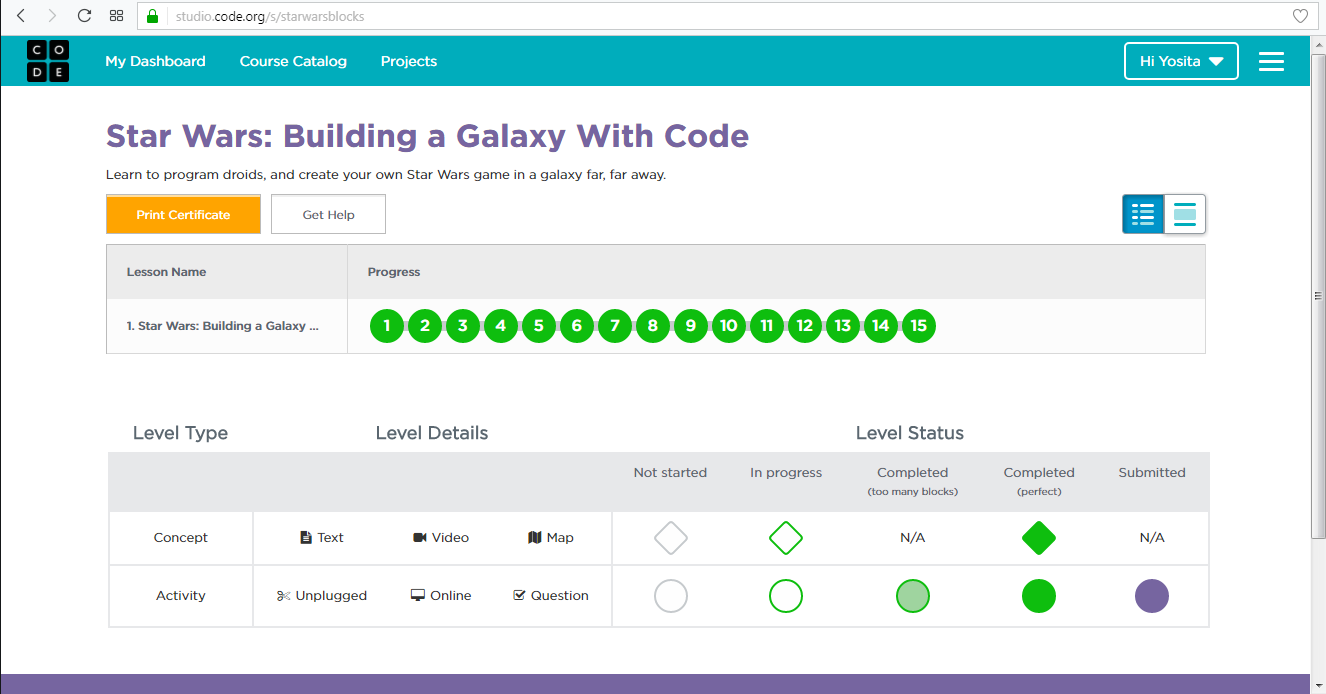 studio.code.org/s/starwarsblocks
C O
D E
My Dashboard Course Catalog Projects Hi Yosita
Star Wars: Building a Galaxy With Code
Learn to program droids, and create your own Star Wars game in a galaxy far, far away.
Print Certificate Get Help
Lesson Name Progress
1. Star Wars: Building a Galaxy ... 1 2 3 4 5 6 7 8 9 10 11 12 13 14 15
Level Type Level Details Level Status
Not started In progress Completed Completed Submitted
(too many blocks) (perfect)
Concept Text Video Map N/A N/A
Activity Unplugged Online Question